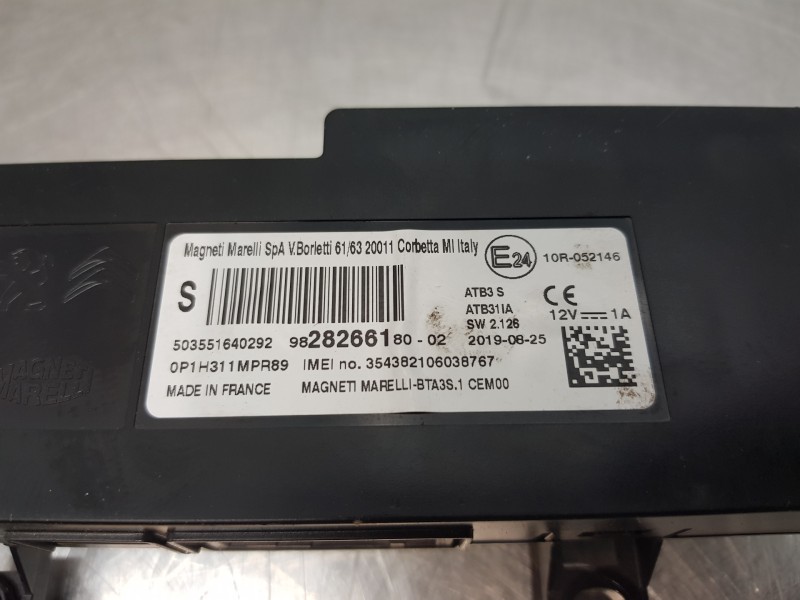 Magneti Marelli SpA V.Borletti 61/63 20011 Corbetta MI Italy
E24 10R-052146
S
ATB3 S
ATB311A
SW 2.126
CE
12V 1A
503551640292 9828266180-02 2019-08-25
0P1H311MPR89 IMEI no. 354382106038767
MADE IN FRANCE MAGNETI MARELLI-BTA3S.1 CEM00
MAGNETI
MARELLI